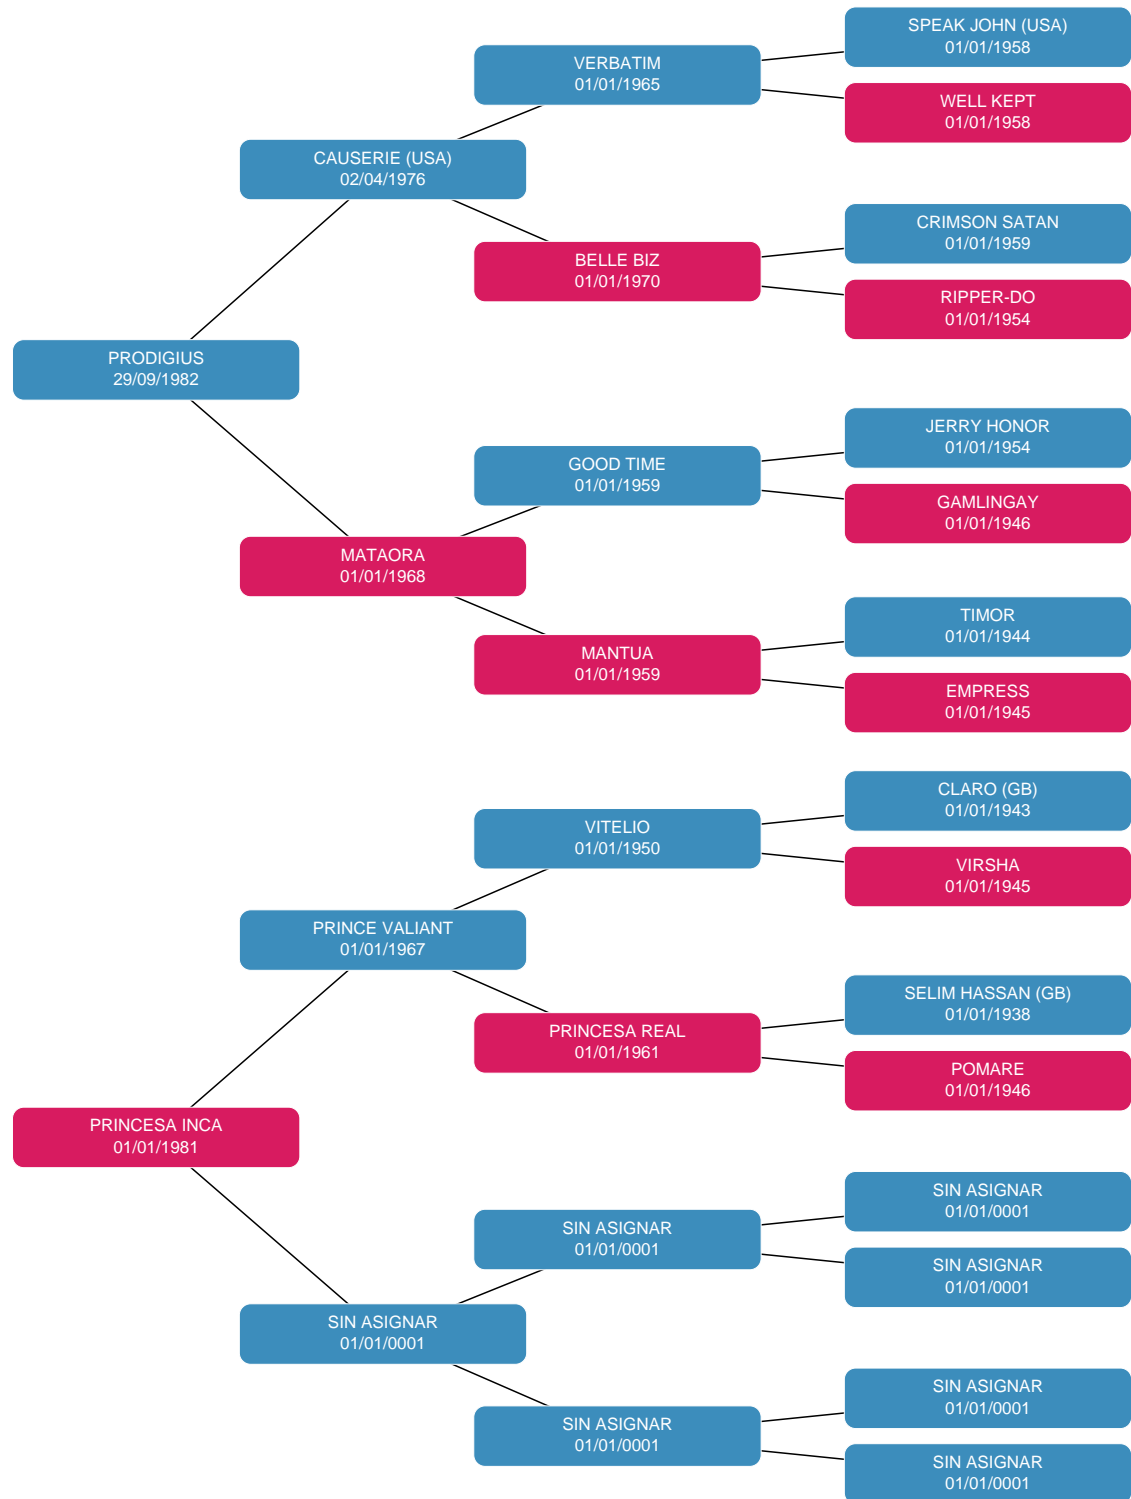 SPEAK JOHN (USA)
01/01/1958
VERBATIM
01/01/1965
WELL KEPT
01/01/1958
CAUSERIE (USA)
02/04/1976
CRIMSON SATAN
01/01/1959
BELLE BIZ
01/01/1970
RIPPER-DO
01/01/1954
PRODIGIUS
29/09/1982
JERRY HONOR
01/01/1954
GOOD TIME
01/01/1959
GAMLINGAY
01/01/1946
MATAORA
01/01/1968
TIMOR
01/01/1944
MANTUA
01/01/1959
EMPRESS
01/01/1945
CLARO (GB)
01/01/1943
VITELIO
01/01/1950
VIRSHA
01/01/1945
PRINCE VALIANT
01/01/1967
SELIM HASSAN (GB)
01/01/1938
PRINCESA REAL
01/01/1961
POMARE
01/01/1946
PRINCESA INCA
01/01/1981
SIN ASIGNAR
01/01/0001
SIN ASIGNAR
01/01/0001
SIN ASIGNAR
01/01/0001
SIN ASIGNAR
01/01/0001
SIN ASIGNAR
01/01/0001
SIN ASIGNAR
01/01/0001
SIN ASIGNAR
01/01/0001